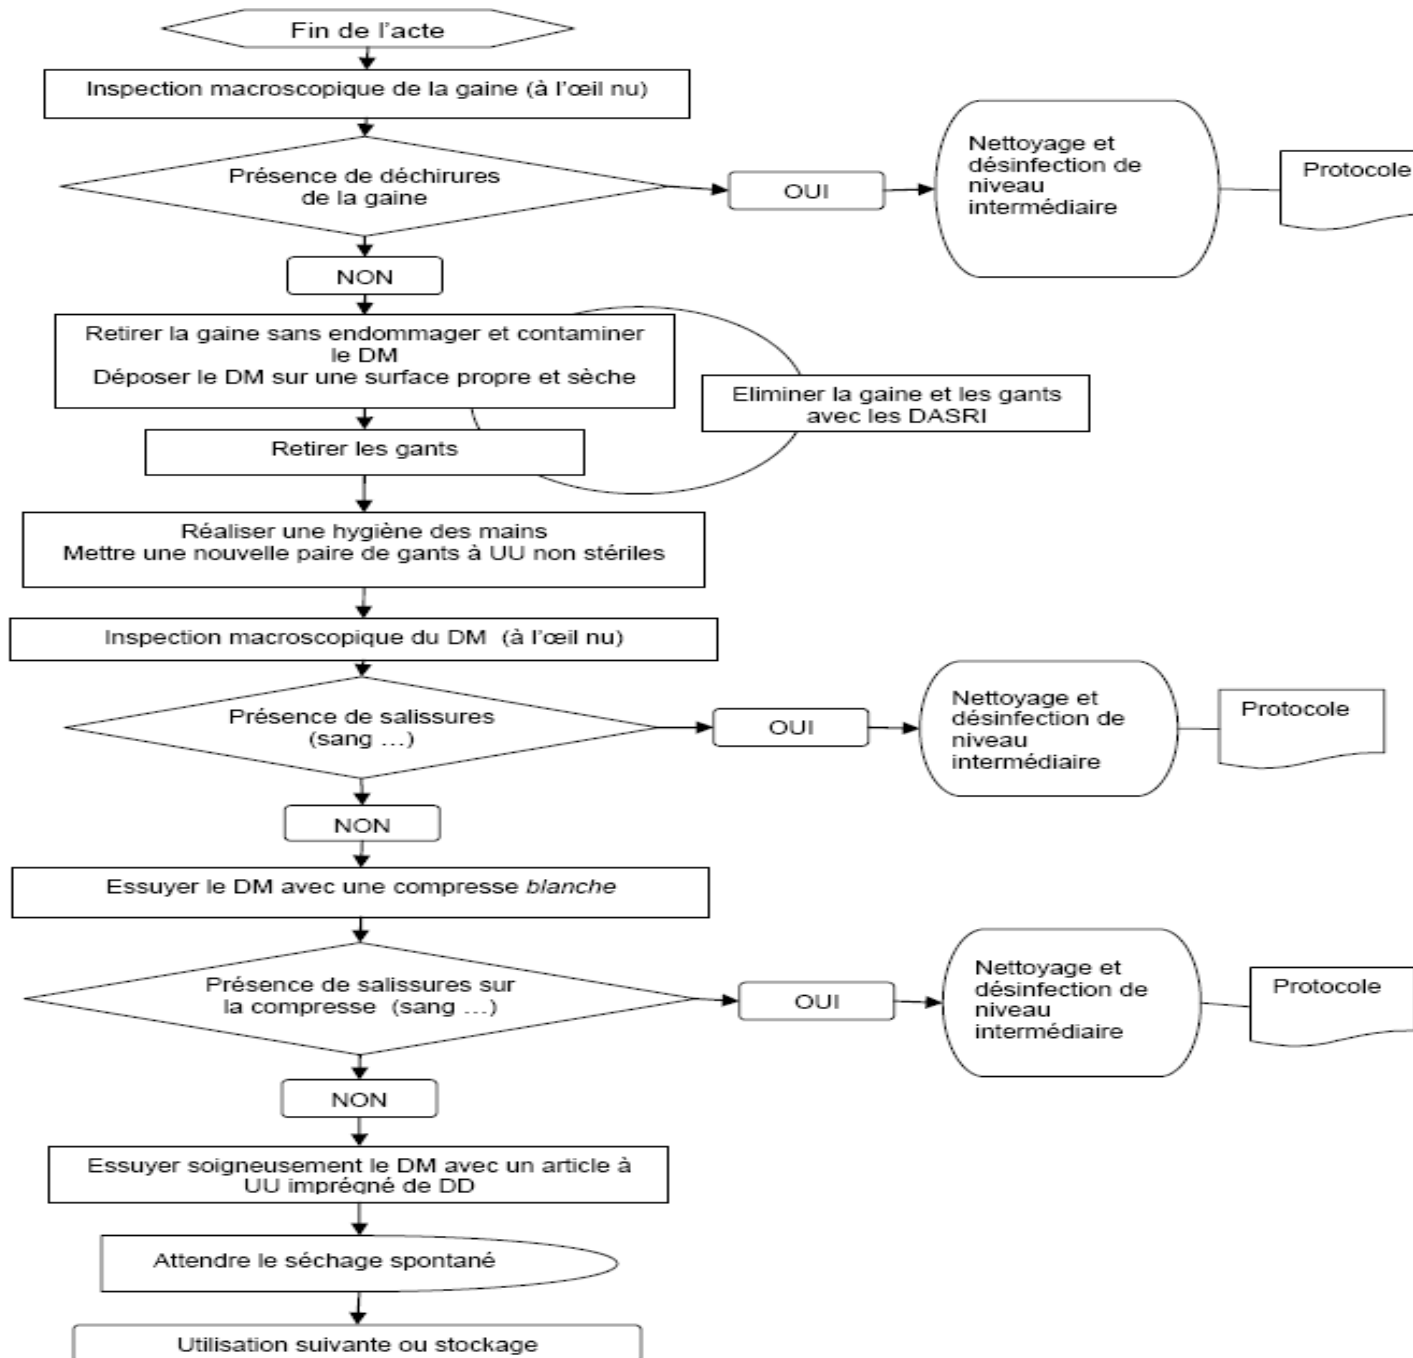 Fin de l'acte
Inspection macroscopique de la gaine (à l'œil nu)
Présence de déchirures
de la gaine
OUI
Nettoyage et
désinfection de
niveau
intermédiaire
Protocole
NON
Retirer la gaine sans endommager et contaminer
le DM
Déposer le DM sur une surface propre et sèche
Eliminer la gaine et les gants
avec les DASRI
Retirer les gants
Réaliser une hygiène des mains
Mettre une nouvelle paire de gants à UU non stériles
Inspection macroscopique du DM (à l'œil nu)
Présence de salissures
(sang ...)
OUI
Nettoyage et
désinfection de
niveau
intermédiaire
Protocole
NON
Essuyer le DM avec une compresse blanche
Présence de salissures sur
la compresse (sang ...)
OUI
Nettoyage et
désinfection de
niveau
intermédiaire
Protocole
NON
Essuyer soigneusement le DM avec un article à
UU imprégné de DD
Attendre le séchage spontané
Utilisation suivante ou stockage